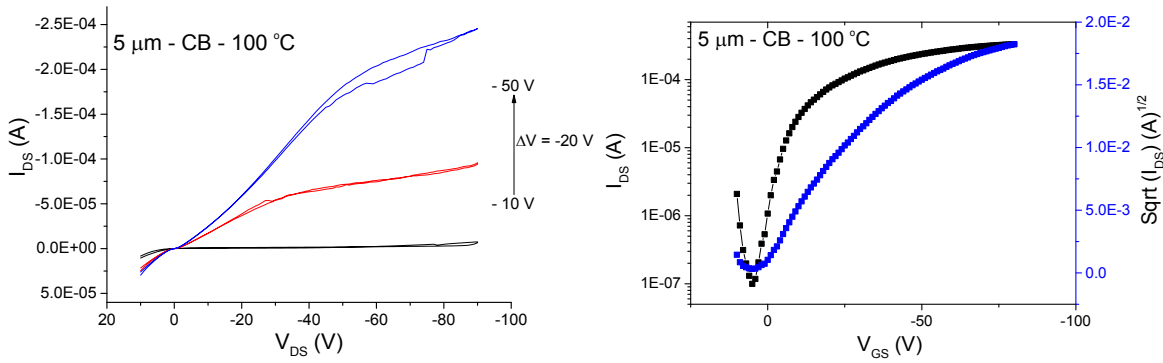 5 μm - CB - 100 °C
-2.5E-04
-2.0E-04
-1.5E-04
-1.0E-04
-5.0E-05
0.0E+00
5.0E-05
I_DS (A)
20 0 -20 -40 -60 -80 -100
V_DS (V)
- 50 V
ΔV = -20 V
- 10 V
5 μm - CB - 100 °C
1E-04
1E-05
1E-06
1E-07
I_DS (A)
0 -25 -50 -75 -100
V_GS (V)
2.0E-2
1.5E-2
1.0E-2
5.0E-3
0.0
Sqrt (I_DS) (A)^1/2